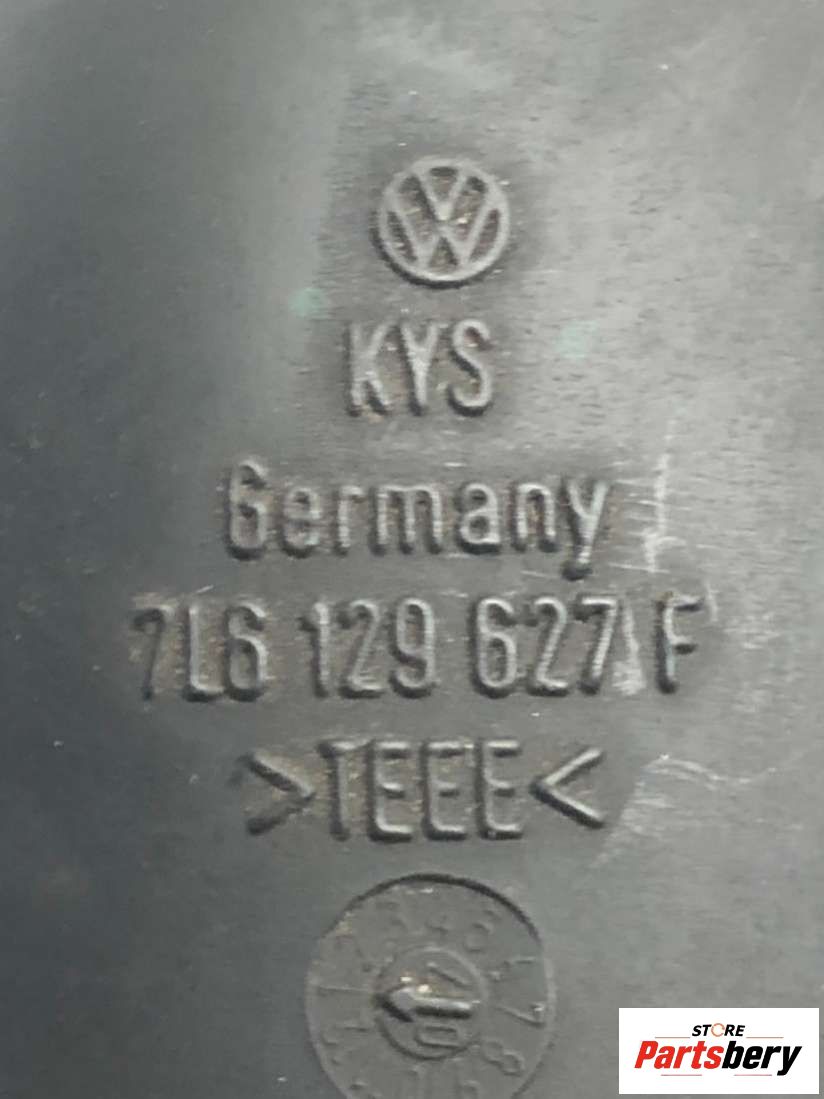 KYS
Germany
7L6 129 627 F
>TEEE<
STORE
Partsbery